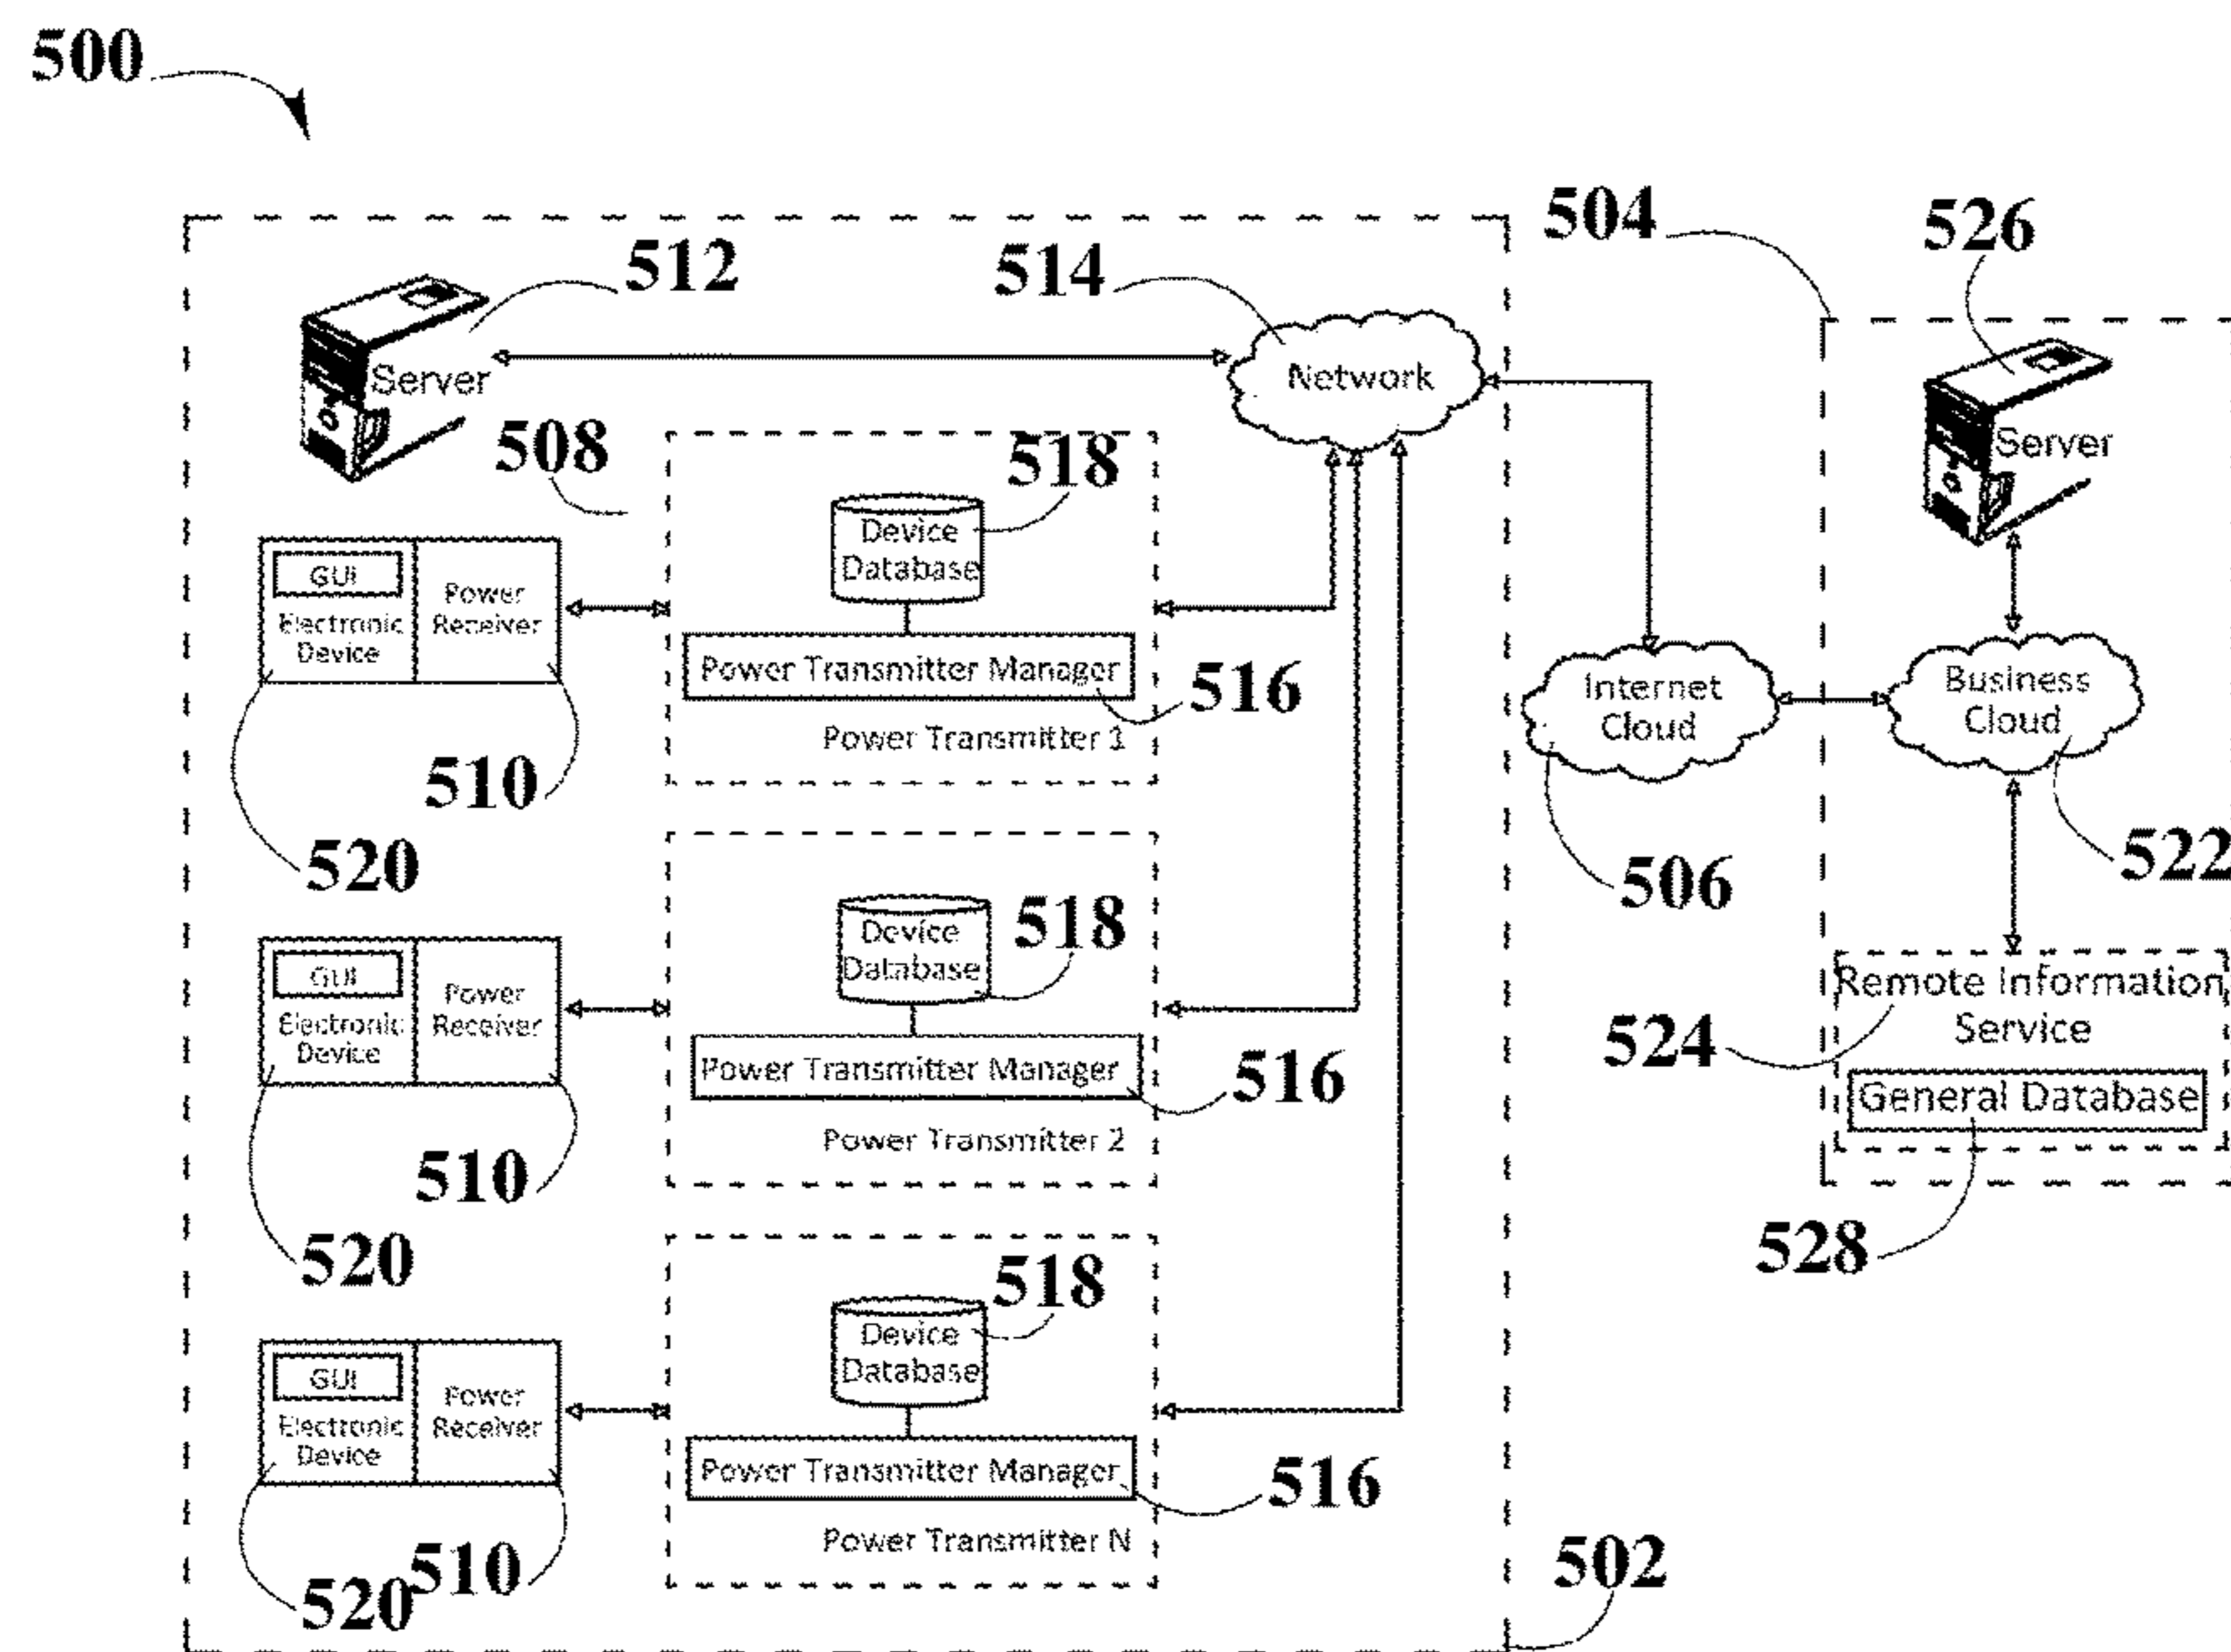 500
504
526
512
514
Server
Network
508
518
Server
Device
Database
GUI
Electronic
Device
Power
Receiver
Power Transmitter Manager
516
Power Transmitter 1
Internet
Cloud
Business
Cloud
510
520
506
522
Device
Database
518
GUI
Electronic
Device
Power
Receiver
Power Transmitter Manager
516
Power Transmitter 2
Remote Information
Service
524
General Database
510
520
528
518
Device
Database
GUI
Electronic
Device
Power
Receiver
Power Transmitter Manager
516
Power Transmitter N
510
520
502